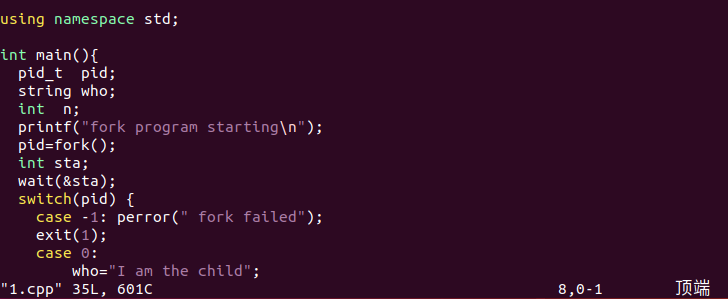 using namespace std;
int main(){
  pid_t  pid;
  string who;
  int  n;
  printf("fork program starting\n");
  pid=fork();
  int sta;
  wait(&sta);
  switch(pid) {
    case -1: perror(" fork failed");
    exit(1);
    case 0:
        who="I am the child";
"1.cpp" 35L, 601C 8,0-1 顶端